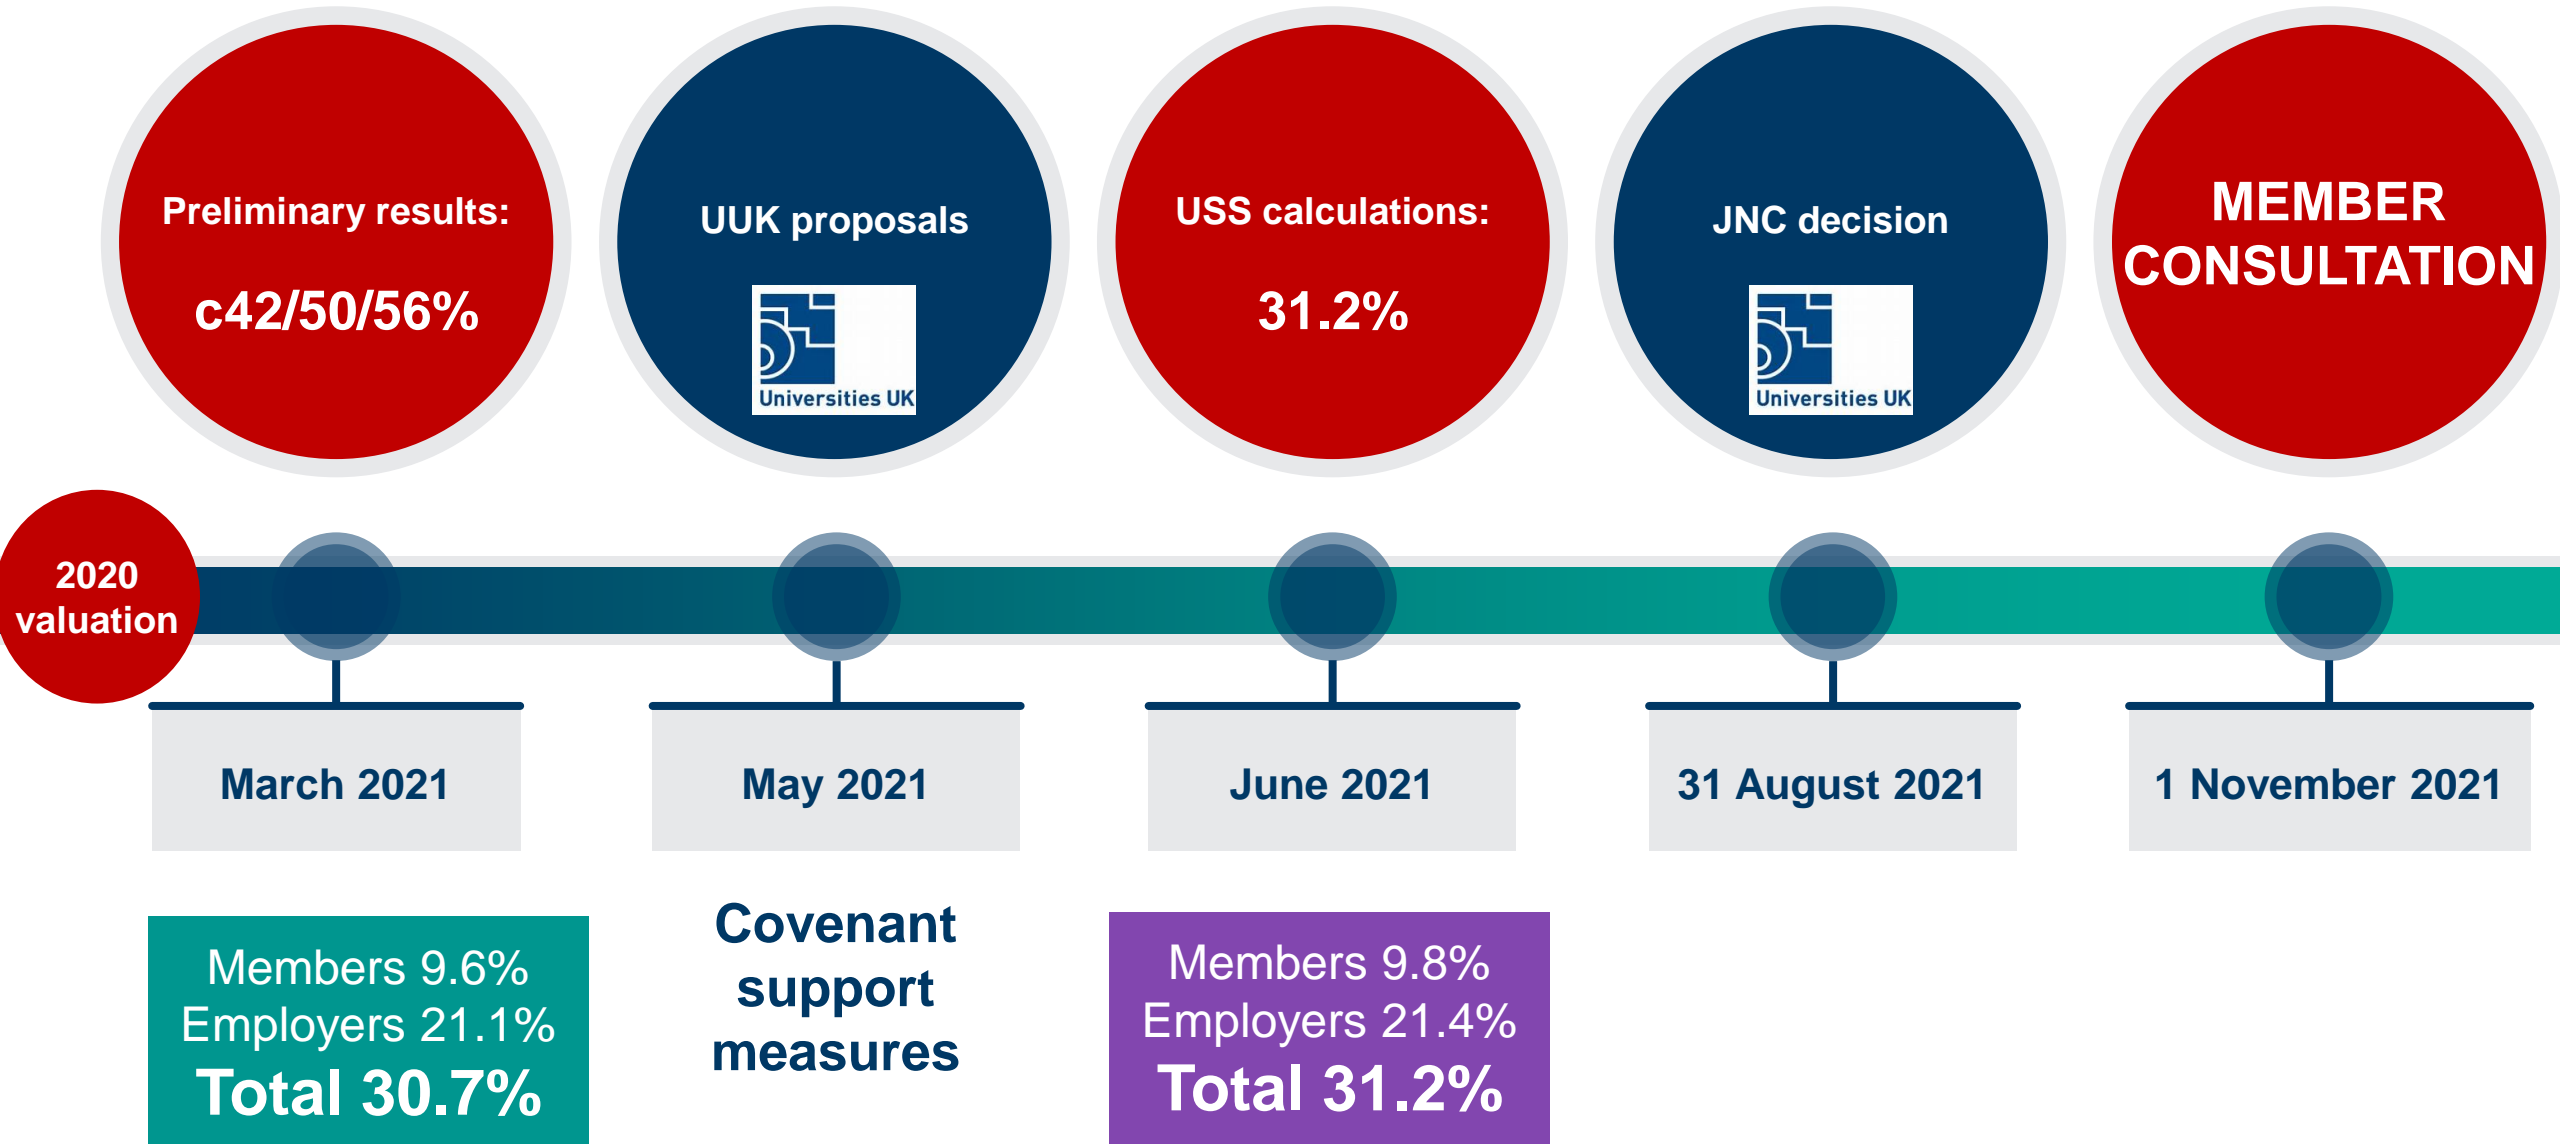 Preliminary results:
c42/50/56%
UUK proposals
Universities UK
USS calculations:
31.2%
JNC decision
Universities UK
MEMBER
CONSULTATION
2020
valuation
March 2021
May 2021
June 2021
31 August 2021
1 November 2021
Members 9.6%
Employers 21.1%
Total 30.7%
Covenant
support
measures
Members 9.8%
Employers 21.4%
Total 31.2%